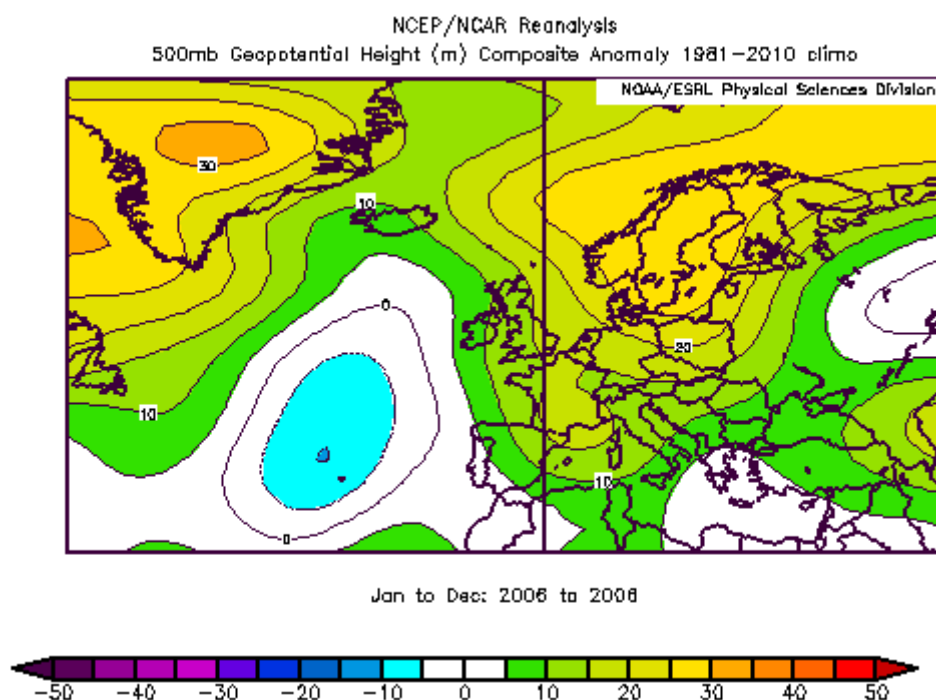 NCEP/NCAR Reanalysis
500mb Geopotential Height (m) Composite Anomaly 1981-2010 climo
NOAA/ESRL Physical Sciences Division
30
10
0
20
10
10
0
Jan to Dec: 2006 to 2006
-50 -40 -30 -20 -10 0 10 20 30 40 50